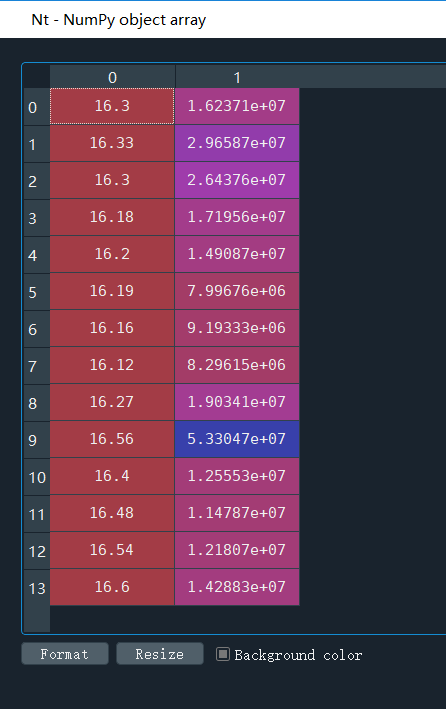 Nt - NumPy object array
0 1
0 16.3 1.62371e+07
1 16.33 2.96587e+07
2 16.3 2.64376e+07
3 16.18 1.71956e+07
4 16.2 1.49087e+07
5 16.19 7.99676e+06
6 16.16 9.19333e+06
7 16.12 8.29615e+06
8 16.27 1.90341e+07
9 16.56 5.33047e+07
10 16.4 1.25553e+07
11 16.48 1.14787e+07
12 16.54 1.21807e+07
13 16.6 1.42883e+07
Format Resize Background color